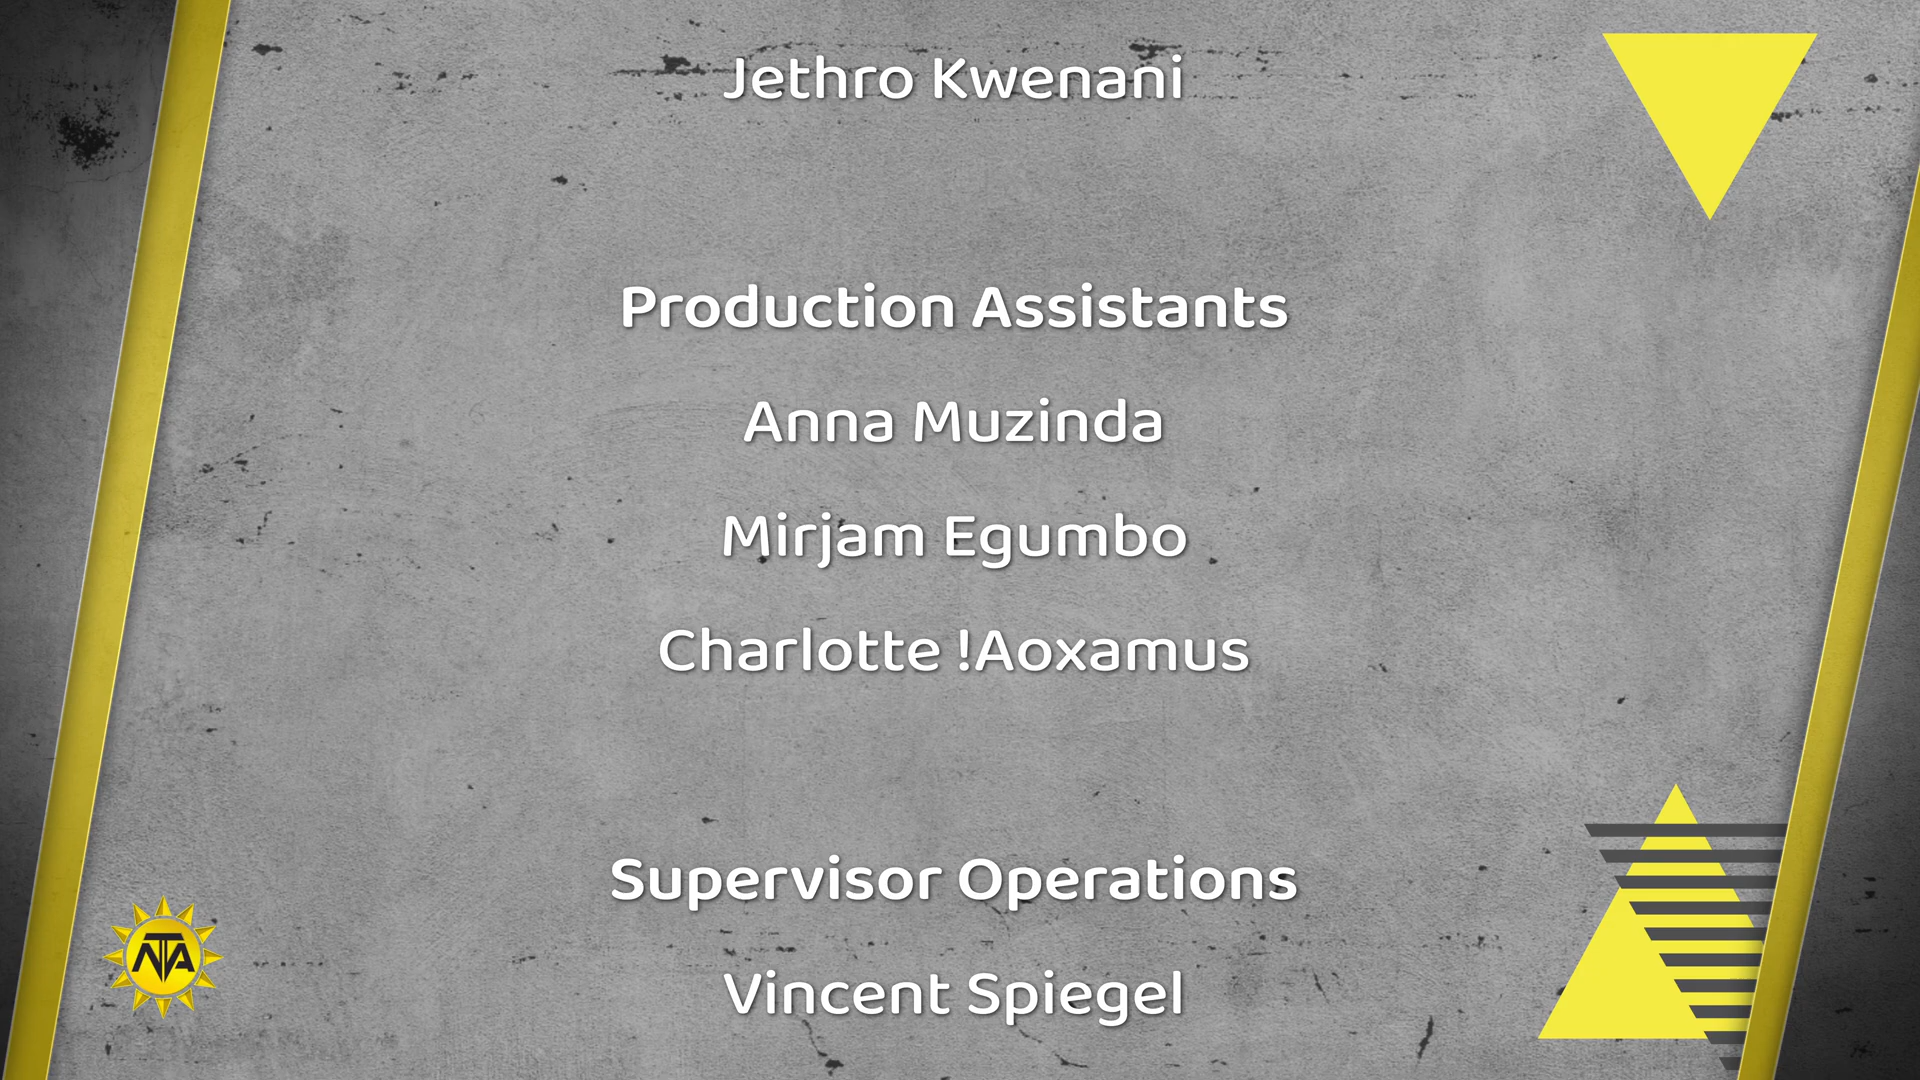 Jethro Kwenani
Production Assistants
Anna Muzinda
Mirjam Egumbo
Charlotte !Aoxamus
Supervisor Operations
Vincent Spiegel
NTA